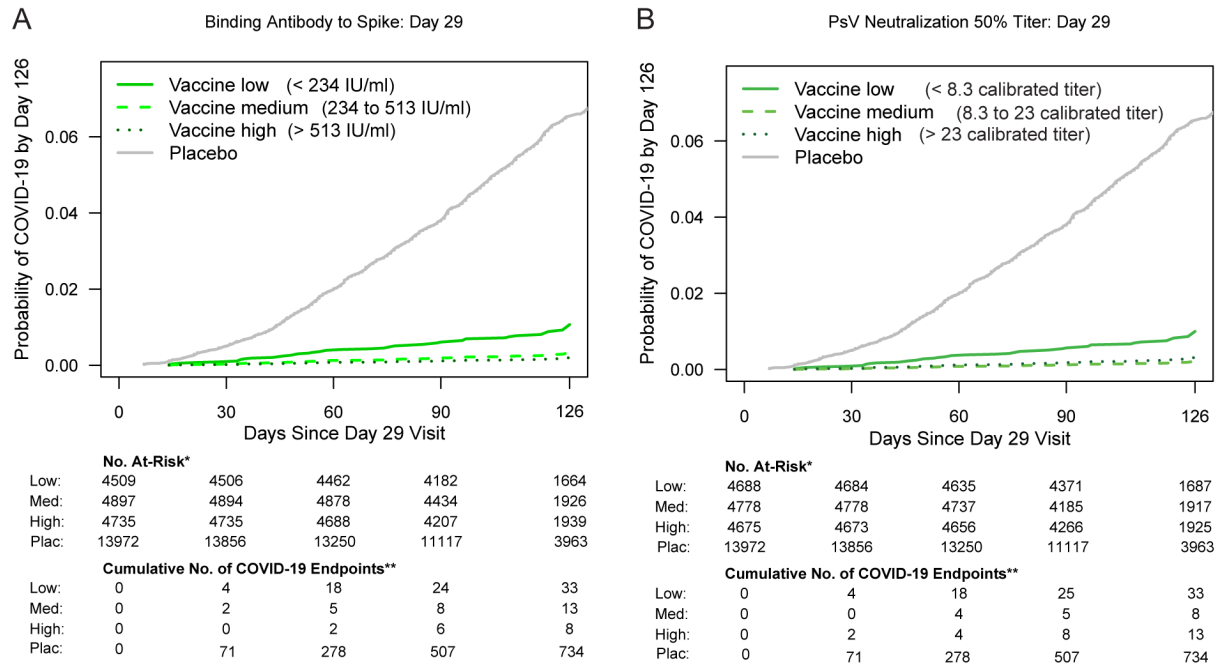 A
Binding Antibody to Spike: Day 29
Probability of COVID-19 by Day 126
Vaccine low (< 234 IU/ml)
Vaccine medium (234 to 513 IU/ml)
Vaccine high (> 513 IU/ml)
Placebo
0.06
0.04
0.02
0.00
0 30 60 90 126
Days Since Day 29 Visit
No. At-Risk*
Low: 4509 4506 4462 4182 1664
Med: 4897 4894 4878 4434 1926
High: 4735 4735 4688 4207 1939
Plac: 13972 13856 13250 11117 3963
Cumulative No. of COVID-19 Endpoints**
Low: 0 4 18 24 33
Med: 0 2 5 8 13
High: 0 0 2 6 8
Plac: 0 71 278 507 734
B
PsV Neutralization 50% Titer: Day 29
Probability of COVID-19 by Day 126
Vaccine low (< 8.3 calibrated titer)
Vaccine medium (8.3 to 23 calibrated titer)
Vaccine high (> 23 calibrated titer)
Placebo
0.06
0.04
0.02
0.00
0 30 60 90 126
Days Since Day 29 Visit
No. At-Risk*
Low: 4688 4684 4635 4371 1687
Med: 4778 4778 4737 4185 1917
High: 4675 4673 4656 4266 1925
Plac: 13972 13856 13250 11117 3963
Cumulative No. of COVID-19 Endpoints**
Low: 0 4 18 25 33
Med: 0 0 4 5 8
High: 0 2 4 8 13
Plac: 0 71 278 507 734